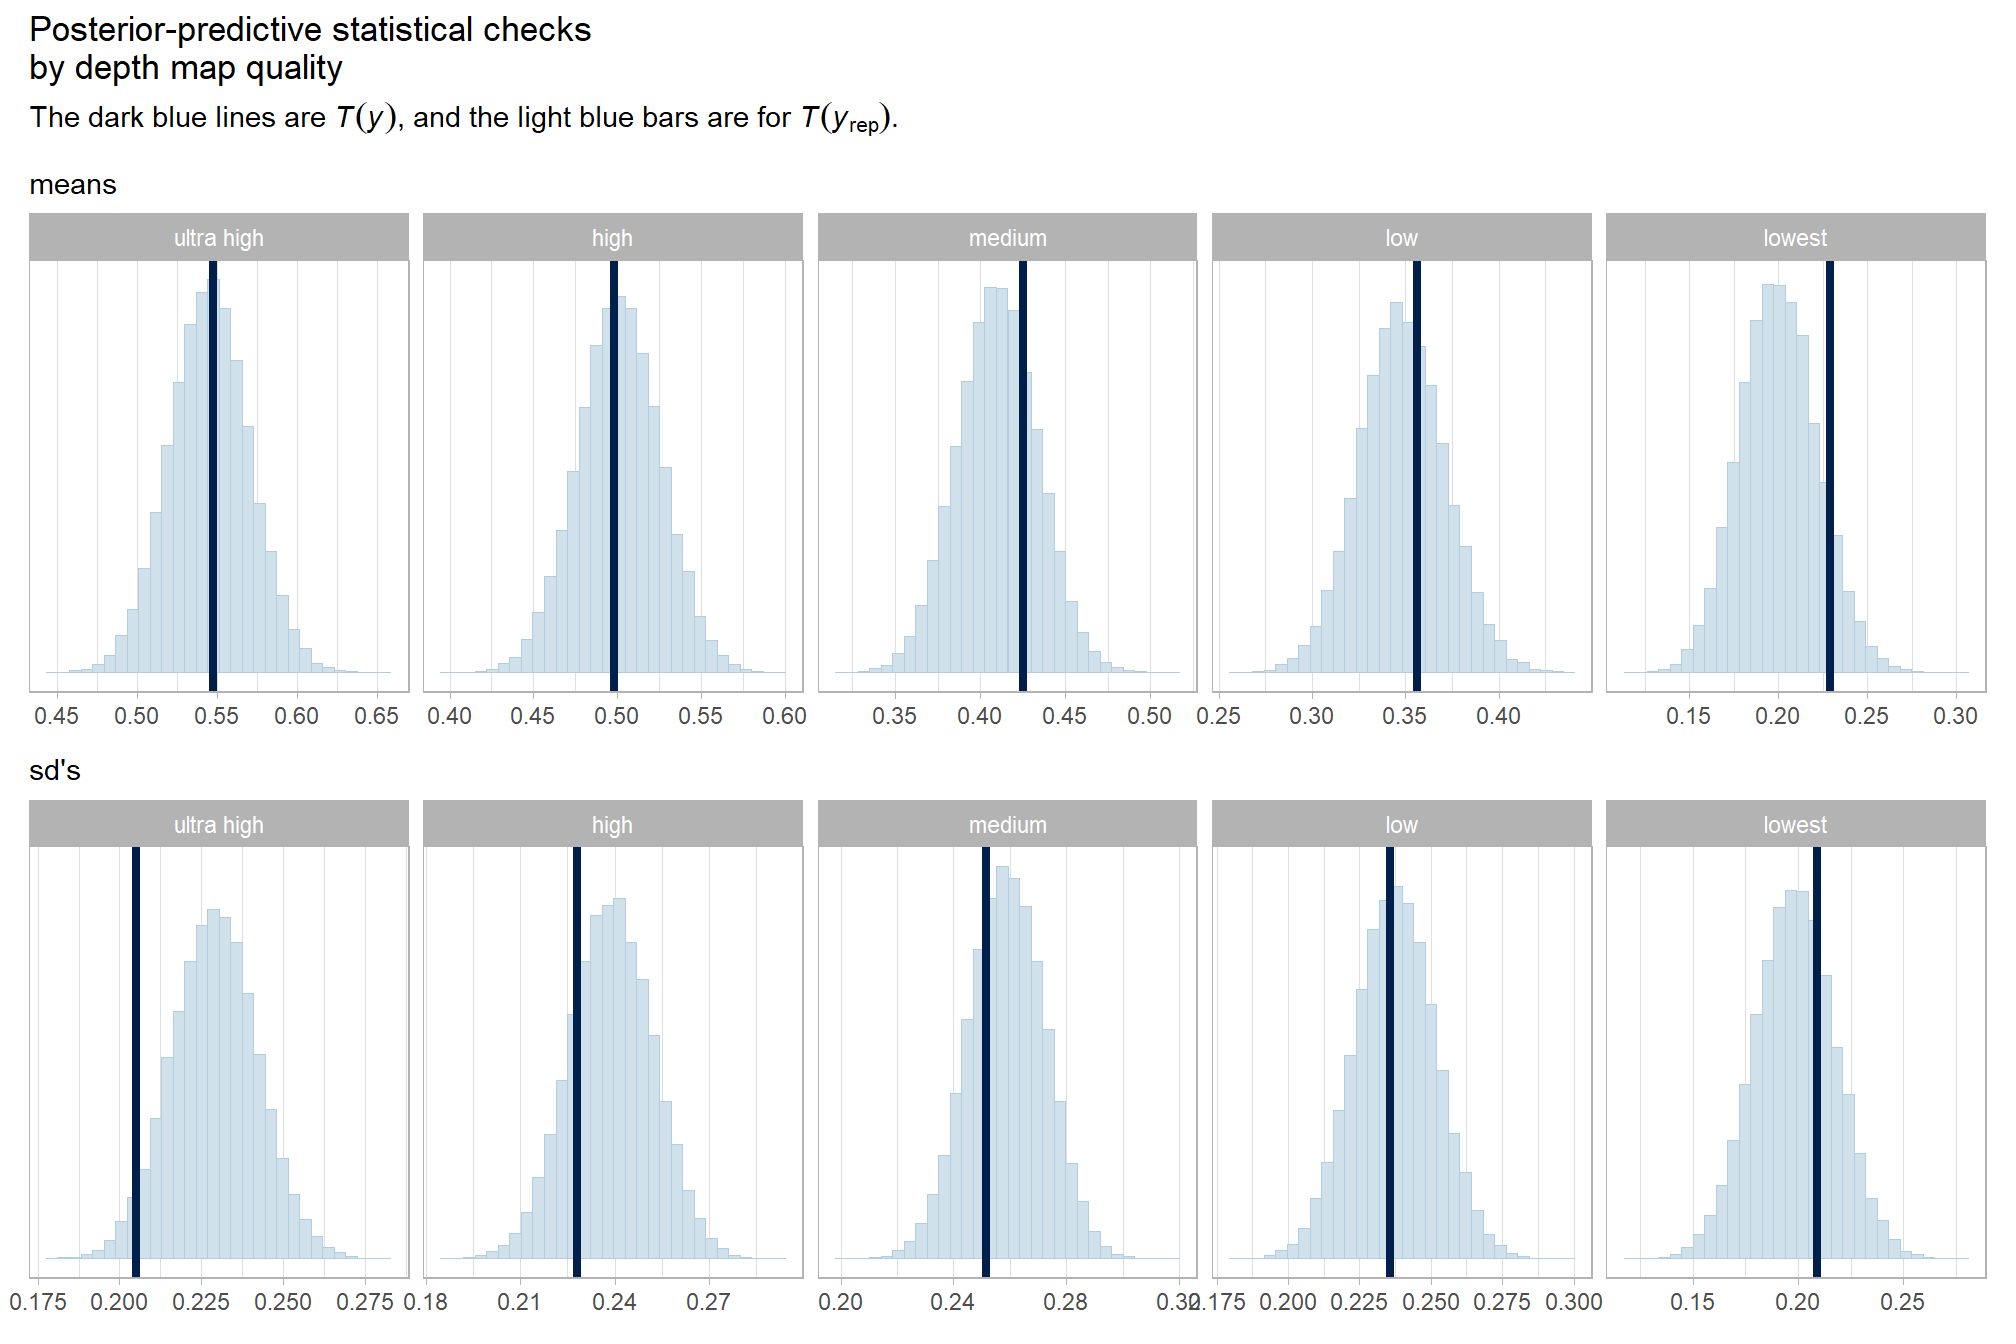 Posterior-predictive statistical checks
by depth map quality
The dark blue lines are T(y), and the light blue bars are for T(y_rep).
means
ultra high high medium low lowest
0.45 0.50 0.55 0.60 0.65 0.40 0.45 0.50 0.55 0.60 0.35 0.40 0.45 0.50 0.25 0.30 0.35 0.40 0.15 0.20 0.25 0.30
sd's
ultra high high medium low lowest
0.175 0.200 0.225 0.250 0.275 0.18 0.21 0.24 0.27 0.20 0.24 0.28 0.32 0.175 0.200 0.225 0.250 0.275 0.300 0.15 0.20 0.25